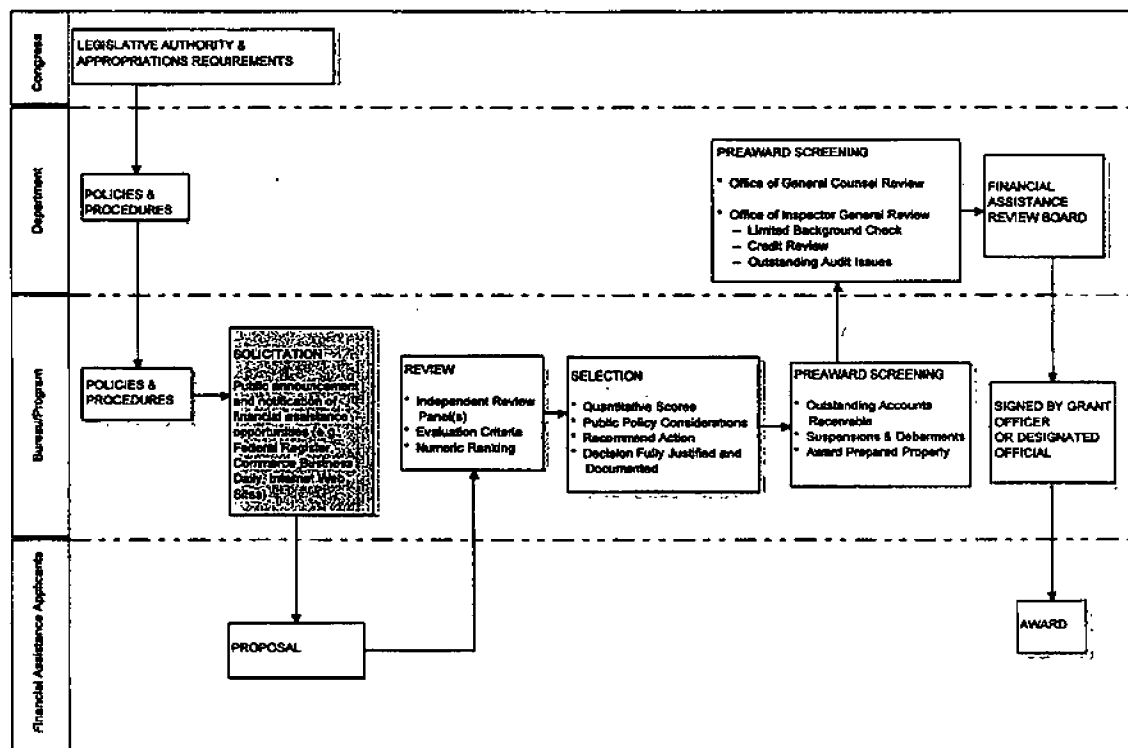 Congress
LEGISLATIVE AUTHORITY &
APPROPRIATIONS REQUIREMENTS
Department
POLICIES &
PROCEDURES
PREAWARD SCREENING
* Office of General Counsel Review
* Office of Inspector General Review
– Limited Background Check
– Credit Review
– Outstanding Audit Issues
FINANCIAL
ASSISTANCE
REVIEW BOARD
Bureau/Program
POLICIES &
PROCEDURES
SOLICITATION
Public announcement
and notification of
financial assistance
opportunities (e.g.
Federal Register,
Commerce Business
Daily, Internet Web
Sites)
REVIEW
* Independent Review
Panel(s)
* Evaluation Criteria
* Numeric Ranking
SELECTION
* Quantitative Scores
* Public Policy Considerations
* Recommend Action
* Decision Fully Justified and
Documented
PREAWARD SCREENING
* Outstanding Accounts
Receivable
* Suspensions & Debarments
* Award Prepared Property
SIGNED BY GRANT
OFFICER
OR DESIGNATED
OFFICIAL
Financial Assistance Applicants
PROPOSAL
AWARD